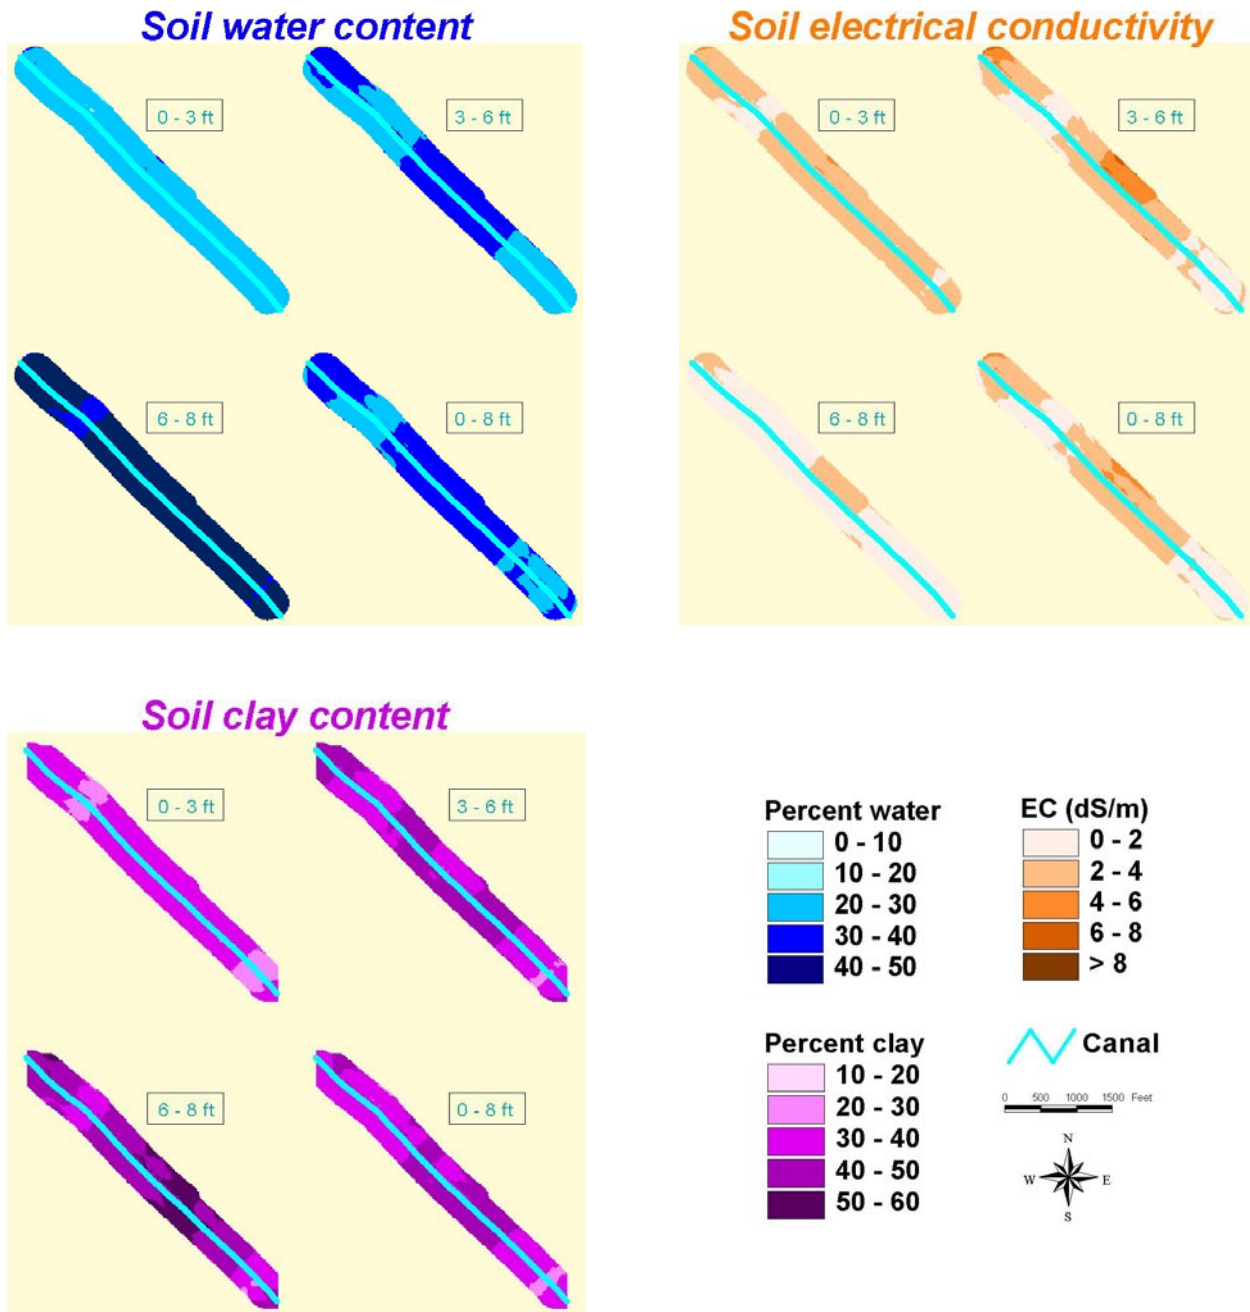 Soil water content
Soil electrical conductivity
0 - 3 ft
3 - 6 ft
0 - 3 ft
3 - 6 ft
6 - 8 ft
0 - 8 ft
6 - 8 ft
0 - 8 ft
Soil clay content
0 - 3 ft
3 - 6 ft
6 - 8 ft
0 - 8 ft
Percent water
0 - 10
10 - 20
20 - 30
30 - 40
40 - 50
EC (dS/m)
0 - 2
2 - 4
4 - 6
6 - 8
> 8
Percent clay
10 - 20
20 - 30
30 - 40
40 - 50
50 - 60
Canal
0 500 1000 1500 Feet
N
W E
S